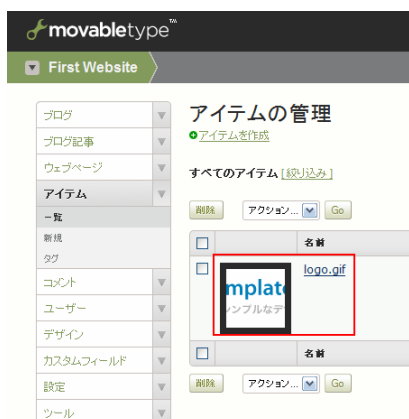 movabletype™
First Website
ブログ
ブログ記事
ウェブページ
アイテム
一覧
新規
タグ
コメント
ユーザー
デザイン
カスタムフィールド
設定
ツール
アイテムの管理
アイテムを作成
すべてのアイテム [絞り込み]
削除 アクション... Go
名前
logo.gif
mplate
シンプルなデ
名前
削除 アクション... Go